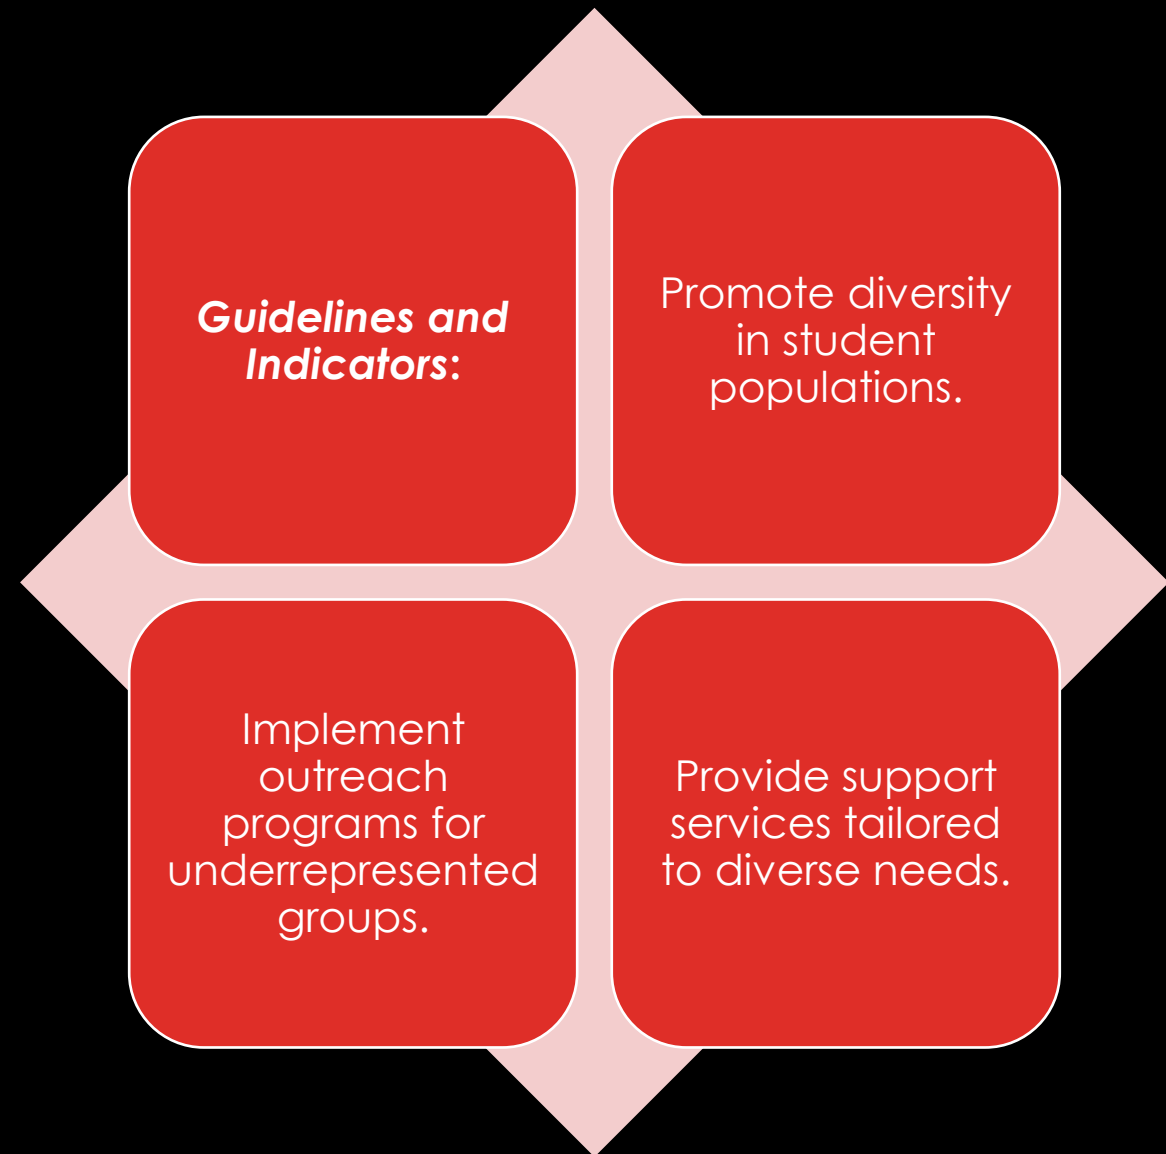 Guidelines and
Indicators:
Promote diversity
in student
populations.
Implement
outreach
programs for
underrepresented
groups.
Provide support
services tailored
to diverse needs.